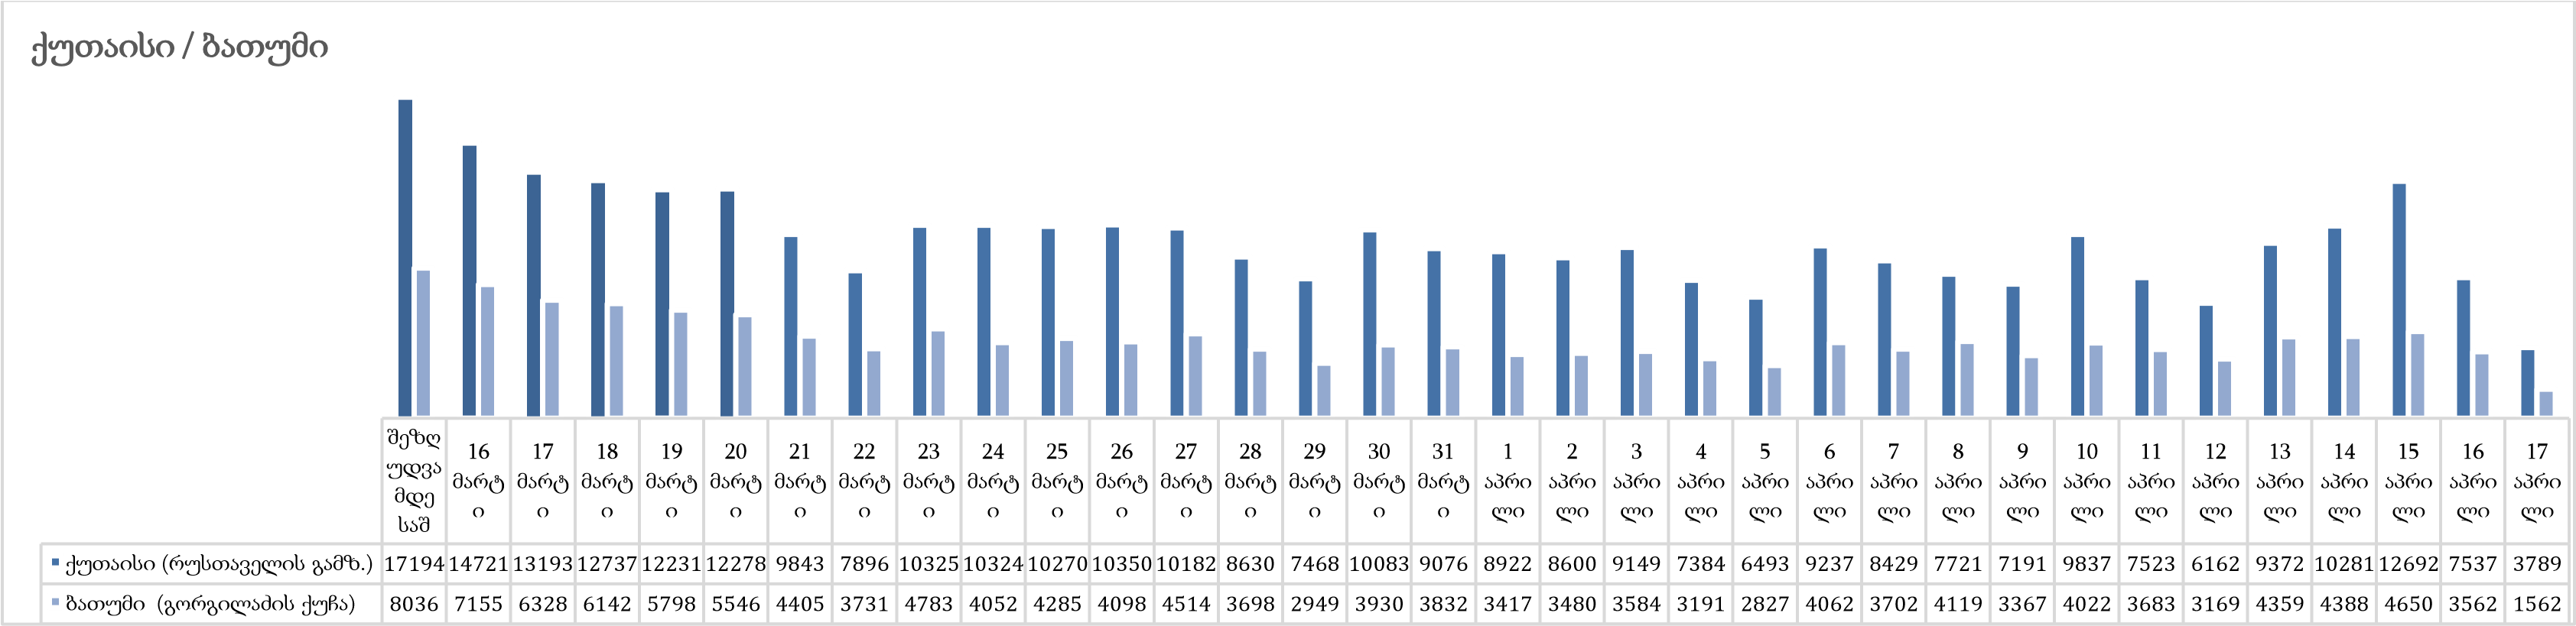 ქუთაისი / ბათუმი
შეზღ
უდვა
მდე
საშ
16 მარტი 17 მარტი 18 მარტი 19 მარტი 20 მარტი 21 მარტი 22 მარტი 23 მარტი 24 მარტი 25 მარტი 26 მარტი 27 მარტი 28 მარტი 29 მარტი 30 მარტი 31 მარტი 1 აპრილი 2 აპრილი 3 აპრილი 4 აპრილი 5 აპრილი 6 აპრილი 7 აპრილი 8 აპრილი 9 აპრილი 10 აპრილი 11 აპრილი 12 აპრილი 13 აპრილი 14 აპრილი 15 აპრილი 16 აპრილი 17 აპრილი
ქუთაისი (რუსთაველის გამზ.) 17194 14721 13193 12737 12231 12278 9843 7896 10325 10324 10270 10350 10182 8630 7468 10083 9076 8922 8600 9149 7384 6493 9237 8429 7721 7191 9837 7523 6162 9372 10281 12692 7537 3789
ბათუმი (გორგილაძის ქუჩა) 8036 7155 6328 6142 5798 5546 4405 3731 4783 4052 4285 4098 4514 3698 2949 3930 3832 3417 3480 3584 3191 2827 4062 3702 4119 3367 4022 3683 3169 4359 4388 4650 3562 1562